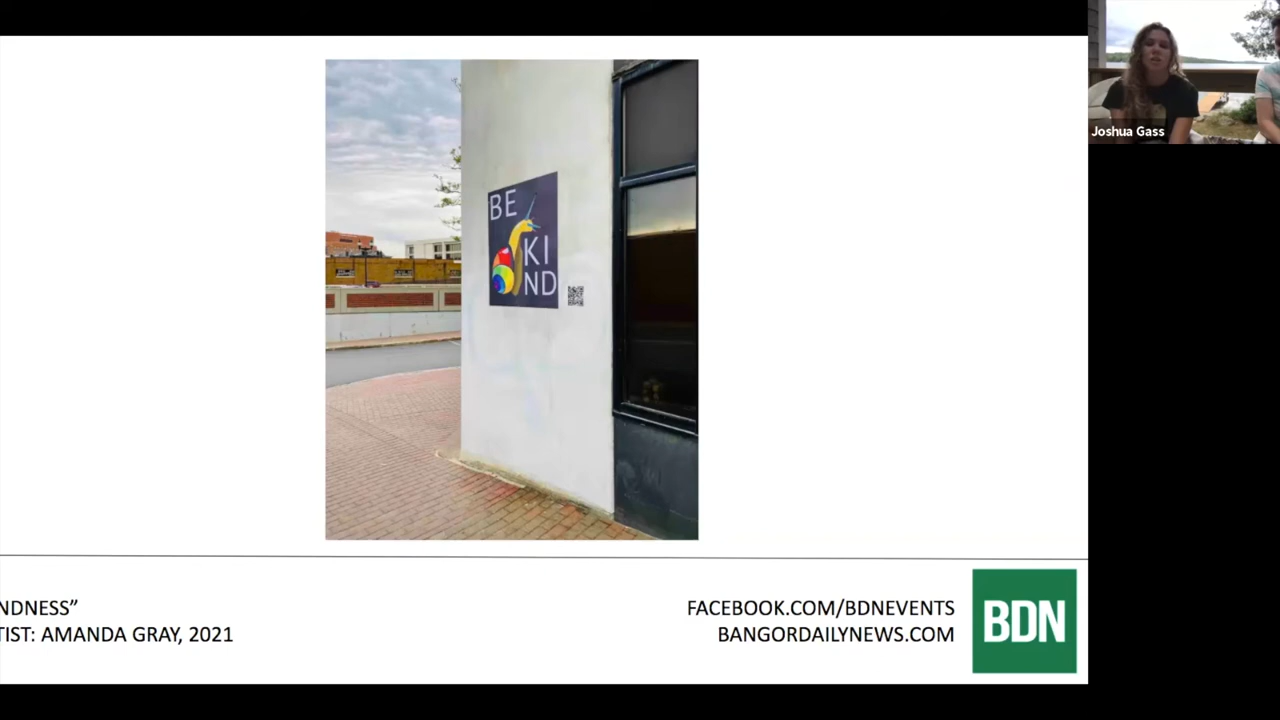 BE
KI
ND
Joshua Gass
NDNESS”
TIST: AMANDA GRAY, 2021
FACEBOOK.COM/BDNEVENTS
BANGORDAILYNEWS.COM
BDN